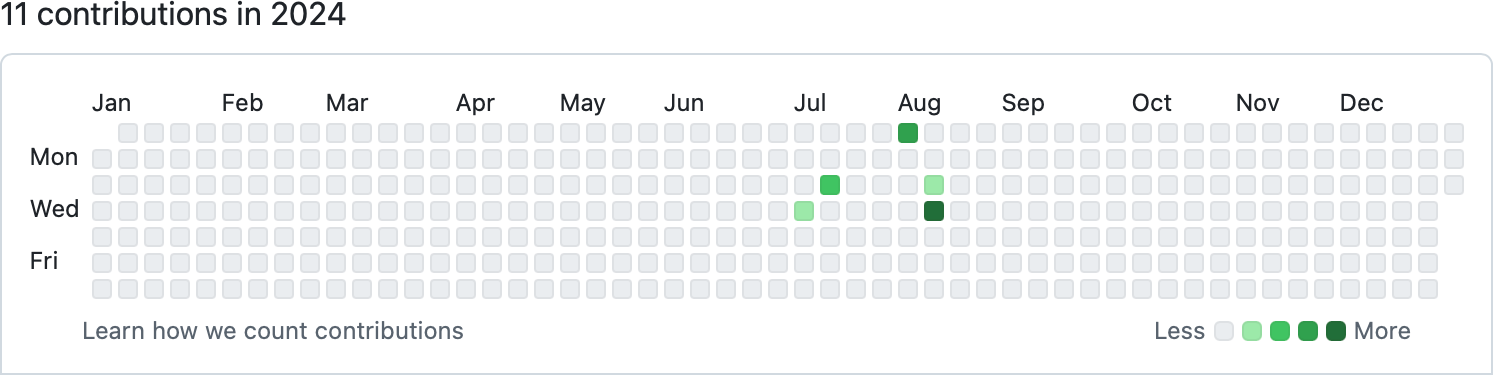 11 contributions in 2024
Jan Feb Mar Apr May Jun Jul Aug Sep Oct Nov Dec
Mon
Wed
Fri
Learn how we count contributions
Less More